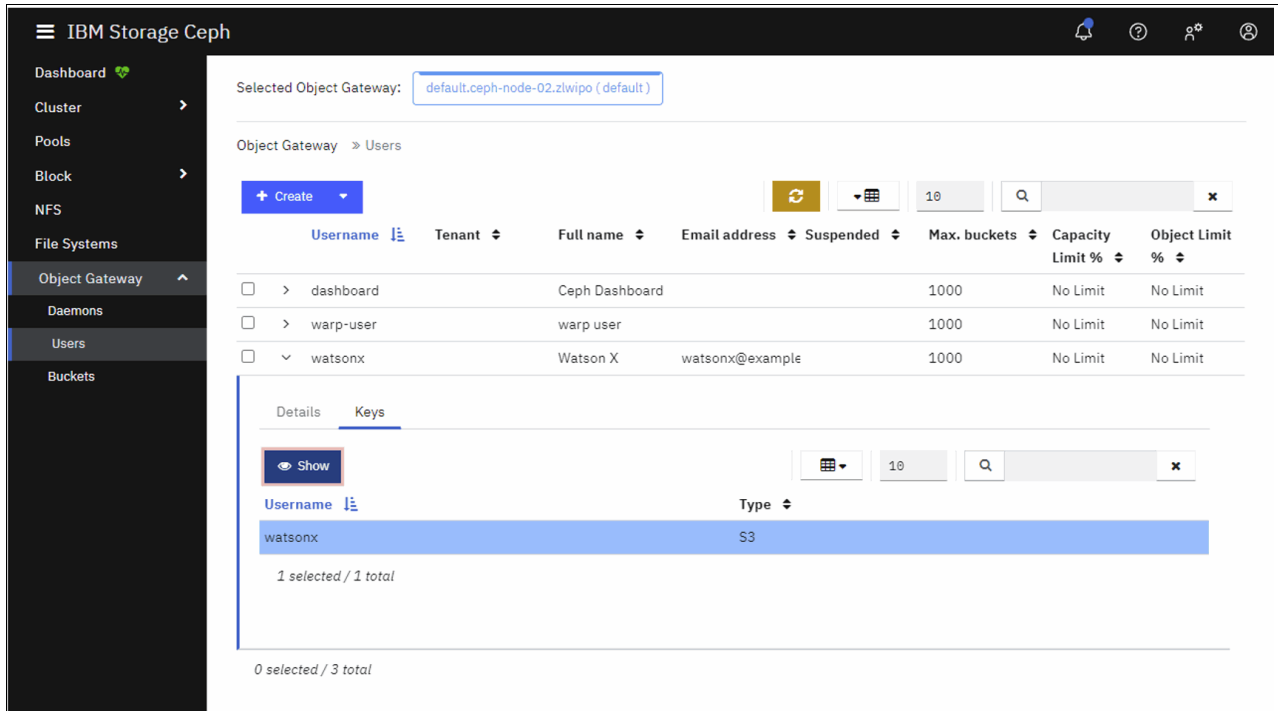 IBM Storage Ceph
Dashboard
Cluster
Pools
Block
NFS
File Systems
Object Gateway
Daemons
Users
Buckets
Selected Object Gateway: default.ceph-node-02.zlwipo ( default )
Object Gateway » Users
+ Create 10
Username Tenant Full name Email address Suspended Max. buckets Capacity Limit % Object Limit %
dashboard Ceph Dashboard 1000 No Limit No Limit
warp-user warp user 1000 No Limit No Limit
watsonx Watson X watsonx@example 1000 No Limit No Limit
Details Keys
Show 10
Username Type
watsonx S3
1 selected / 1 total
0 selected / 3 total